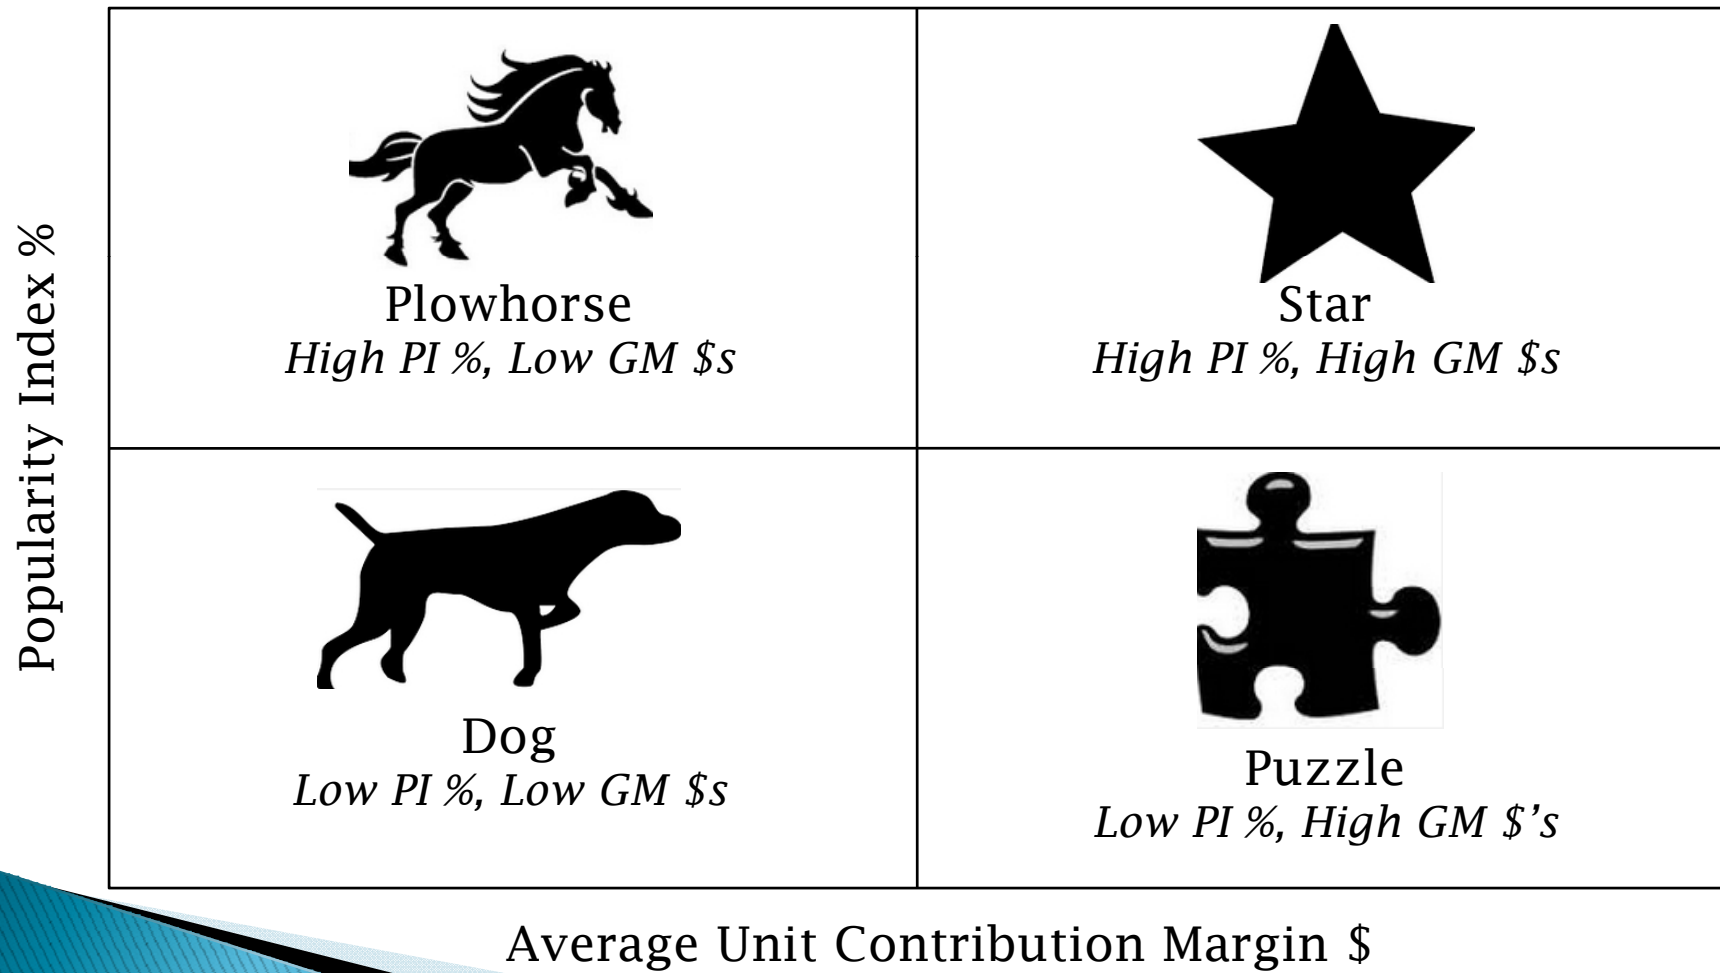 Popularity Index %
Plowhorse
High PI %, Low GM $s
Star
High PI %, High GM $s
Dog
Low PI %, Low GM $s
Puzzle
Low PI %, High GM $’s
Average Unit Contribution Margin $